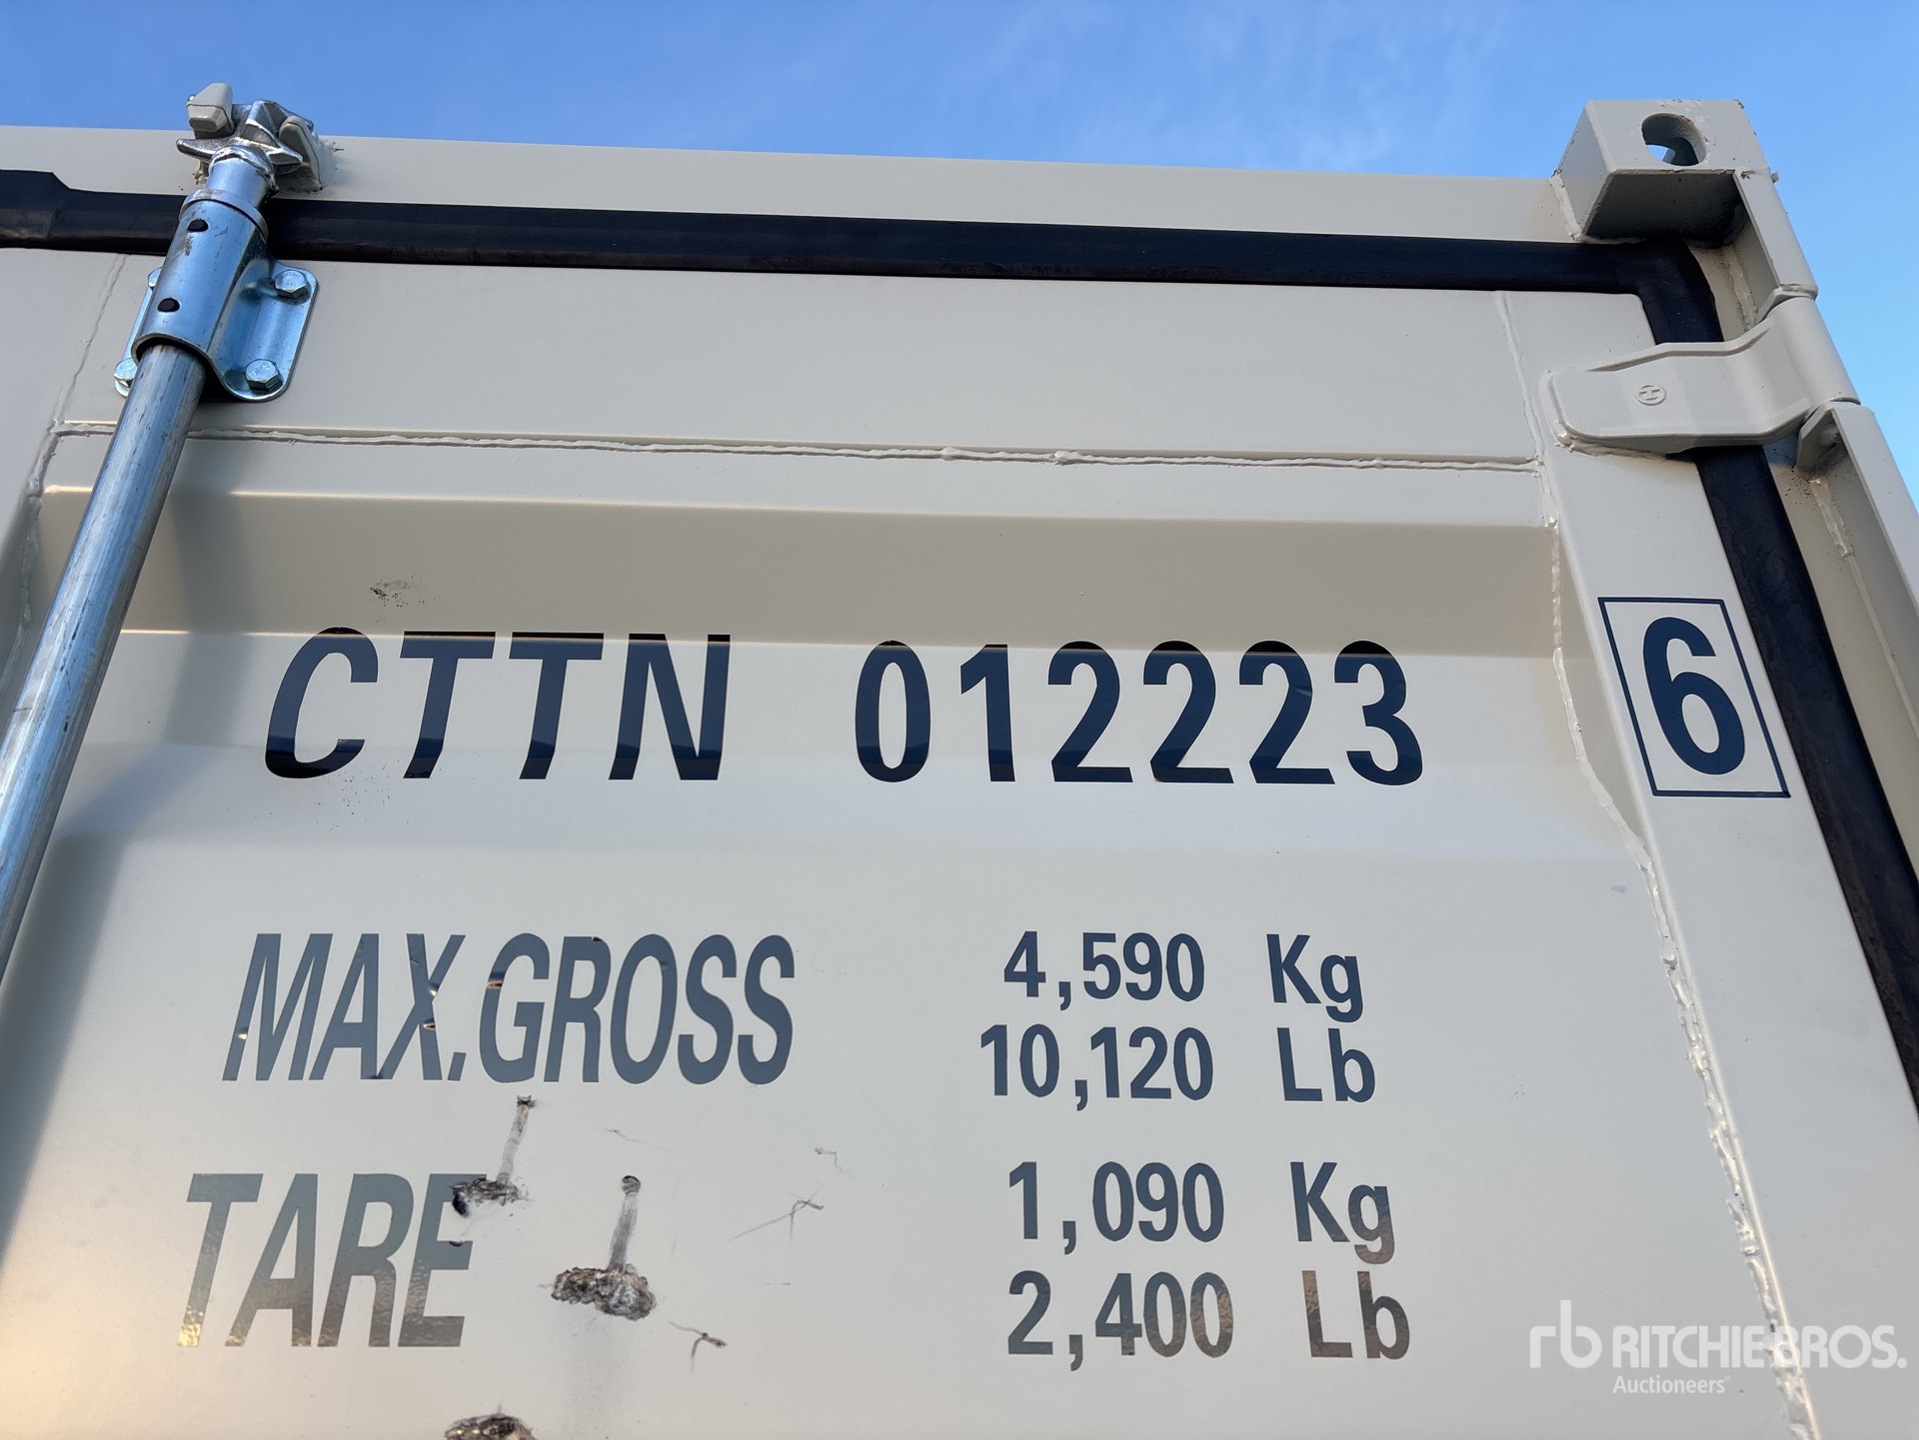 CTTN 012223 6
MAX.GROSS 4,590 Kg
10,120 Lb
TARE 1,090 Kg
2,400 Lb
rb RITCHIE BROS.
Auctioneers